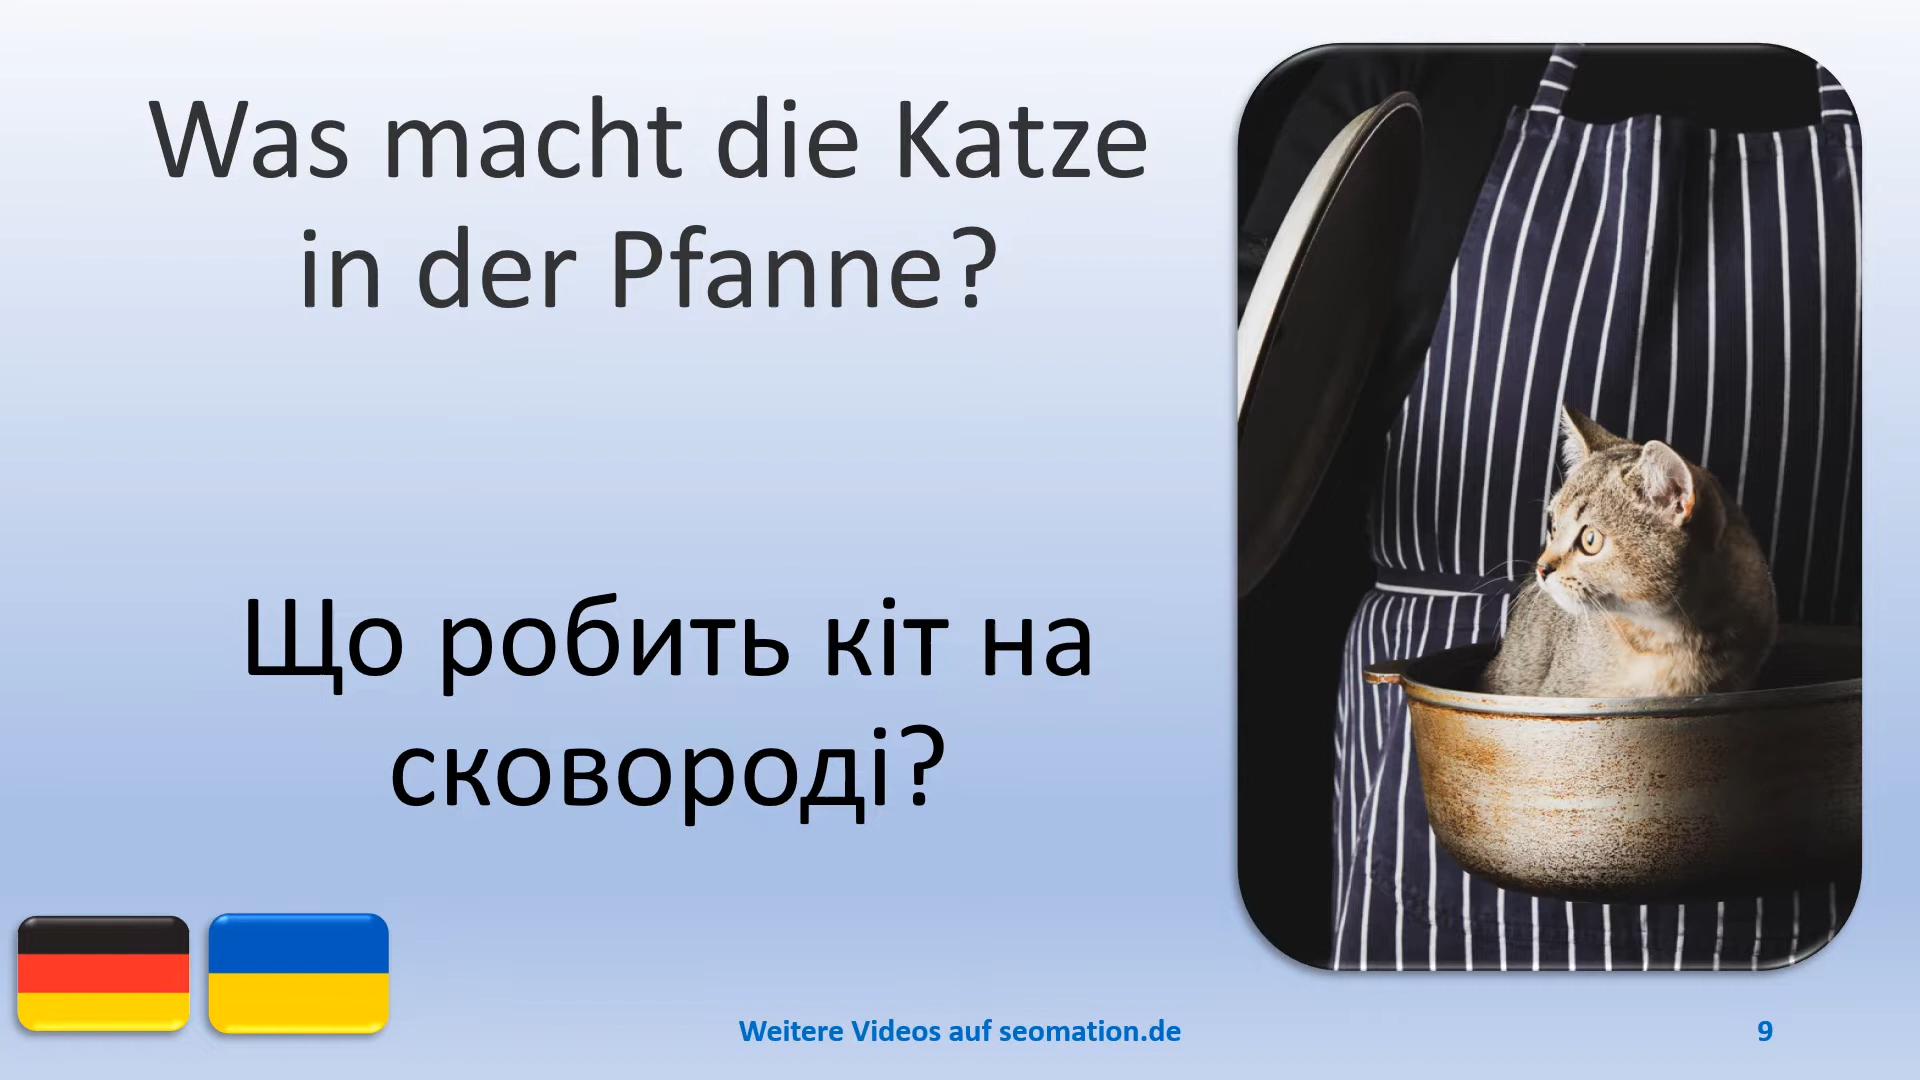 Was macht die Katze
in der Pfanne?
Що робить кіт на
сковороді?
Weitere Videos auf seomation.de
9